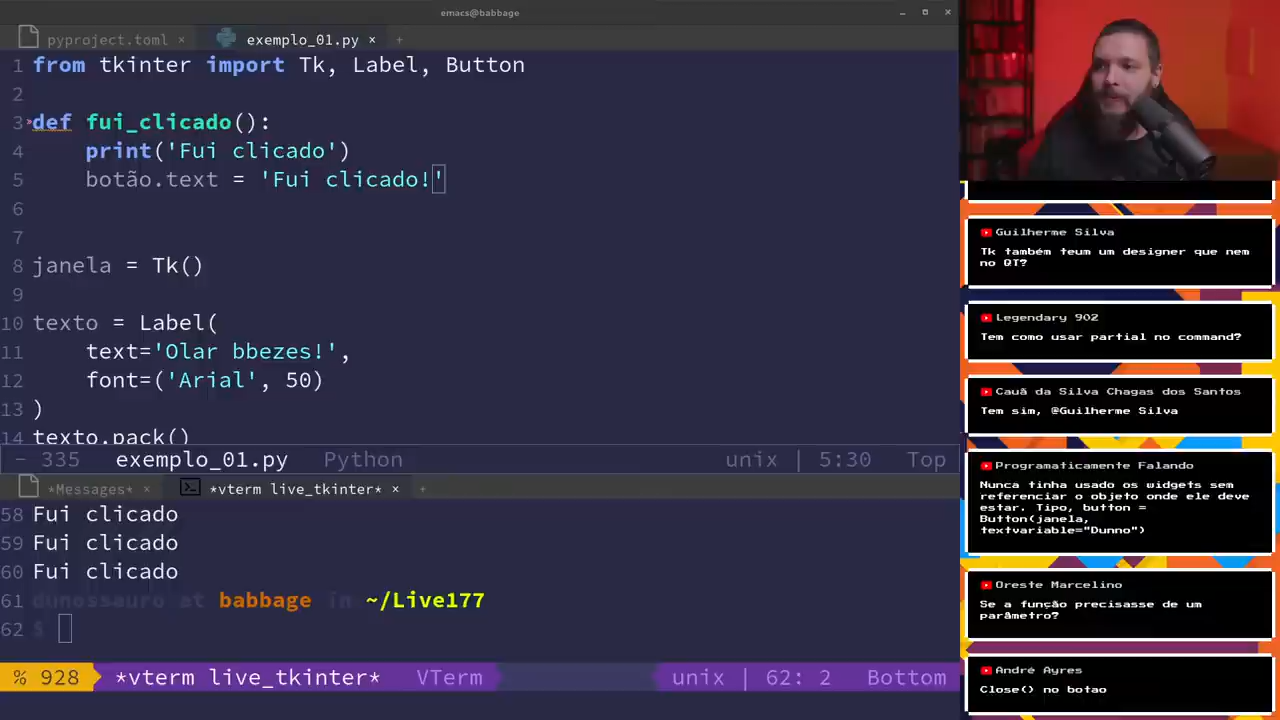 emacs@babbage
pyproject.toml × exemplo_01.py × +
1 from tkinter import Tk, Label, Button
2
3 def fui_clicado():
4 print('Fui clicado')
5 botão.text = 'Fui clicado!'
6
7
8 janela = Tk()
9
10 texto = Label(
11 text='Olar bbezes!',
12 font=('Arial', 50)
13 )
14 texto.pack()
- 335 exemplo_01.py Python unix | 5:30 Top
*Messages* × *vterm live_tkinter* × +
58 Fui clicado
59 Fui clicado
60 Fui clicado
61 dunossauro at babbage in ~/Live177
62 $
% 928 *vterm live_tkinter* VTerm unix | 62: 2 Bottom
Guilherme Silva
Tk também teum um designer que nem
no QT?
Legendary 902
Tem como usar partial no command?
Cauã da Silva Chagas dos Santos
Tem sim, @Guilherme Silva
Programaticamente Falando
Nunca tinha usado os widgets sem
referenciar o objeto onde ele deve
estar. Tipo, button =
Button(janela,
textvariable="Dunno")
Oreste Marcelino
Se a função precisasse de um
parâmetro?
André Ayres
Close() no botao